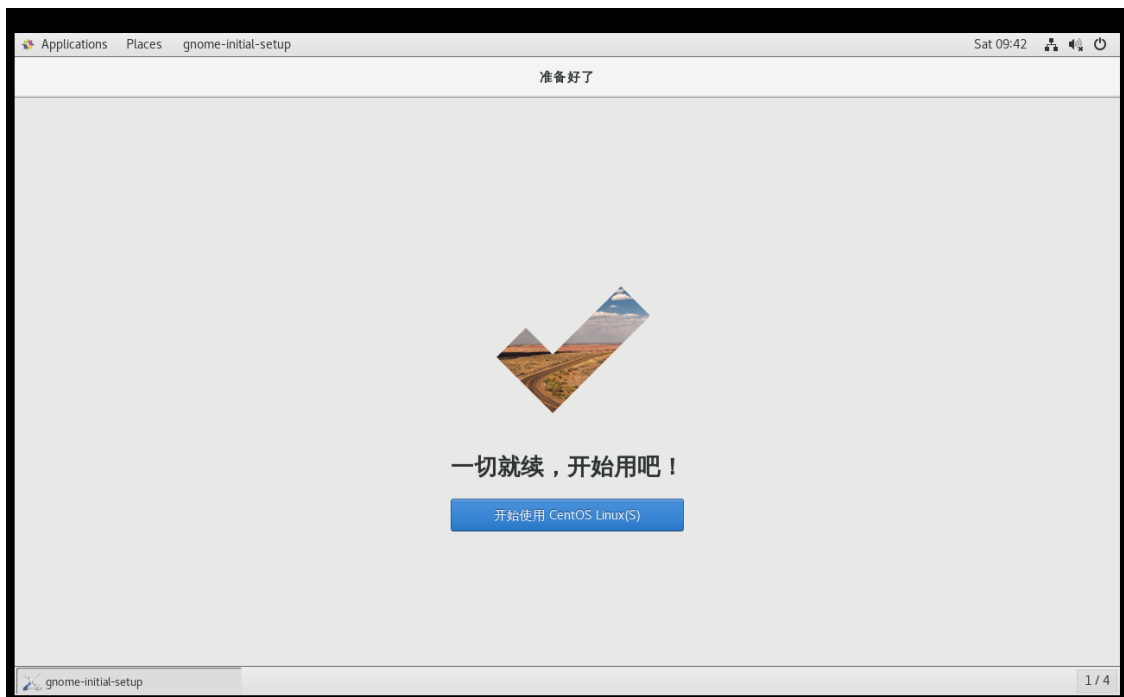 Applications Places gnome-initial-setup Sat 09:42
准备好了
一切就续，开始用吧！
开始使用 CentOS Linux(S)
gnome-initial-setup 1 / 4